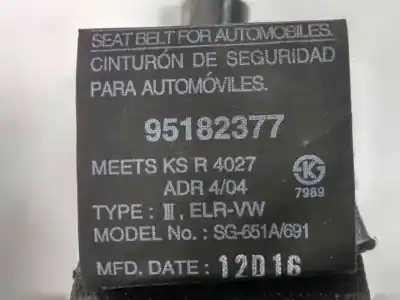 SEAT BELT FOR AUTOMOBILES.
CINTURÓN DE SEGURIDAD
PARA AUTOMÓVILES.
95182377
MEETS KS R 4027
ADR 4/04
K
7989
TYPE : Ⅲ, ELR-VW
MODEL No. : SG-651A/691
MFD. DATE : 12D16